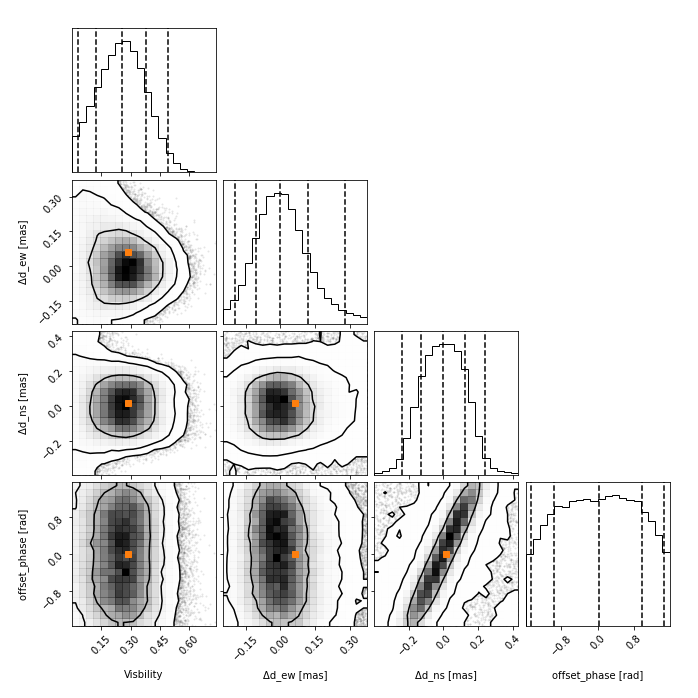 0.30
0.15
0.00
−0.15
Δd_ew [mas]
0.4
0.2
0.0
−0.2
Δd_ns [mas]
0.8
0.0
−0.8
offset_phase [rad]
0.15 0.30 0.45 0.60
−0.15 0.00 0.15 0.30
−0.2 0.0 0.2 0.4
−0.8 0.0 0.8
Visbility Δd_ew [mas] Δd_ns [mas] offset_phase [rad]